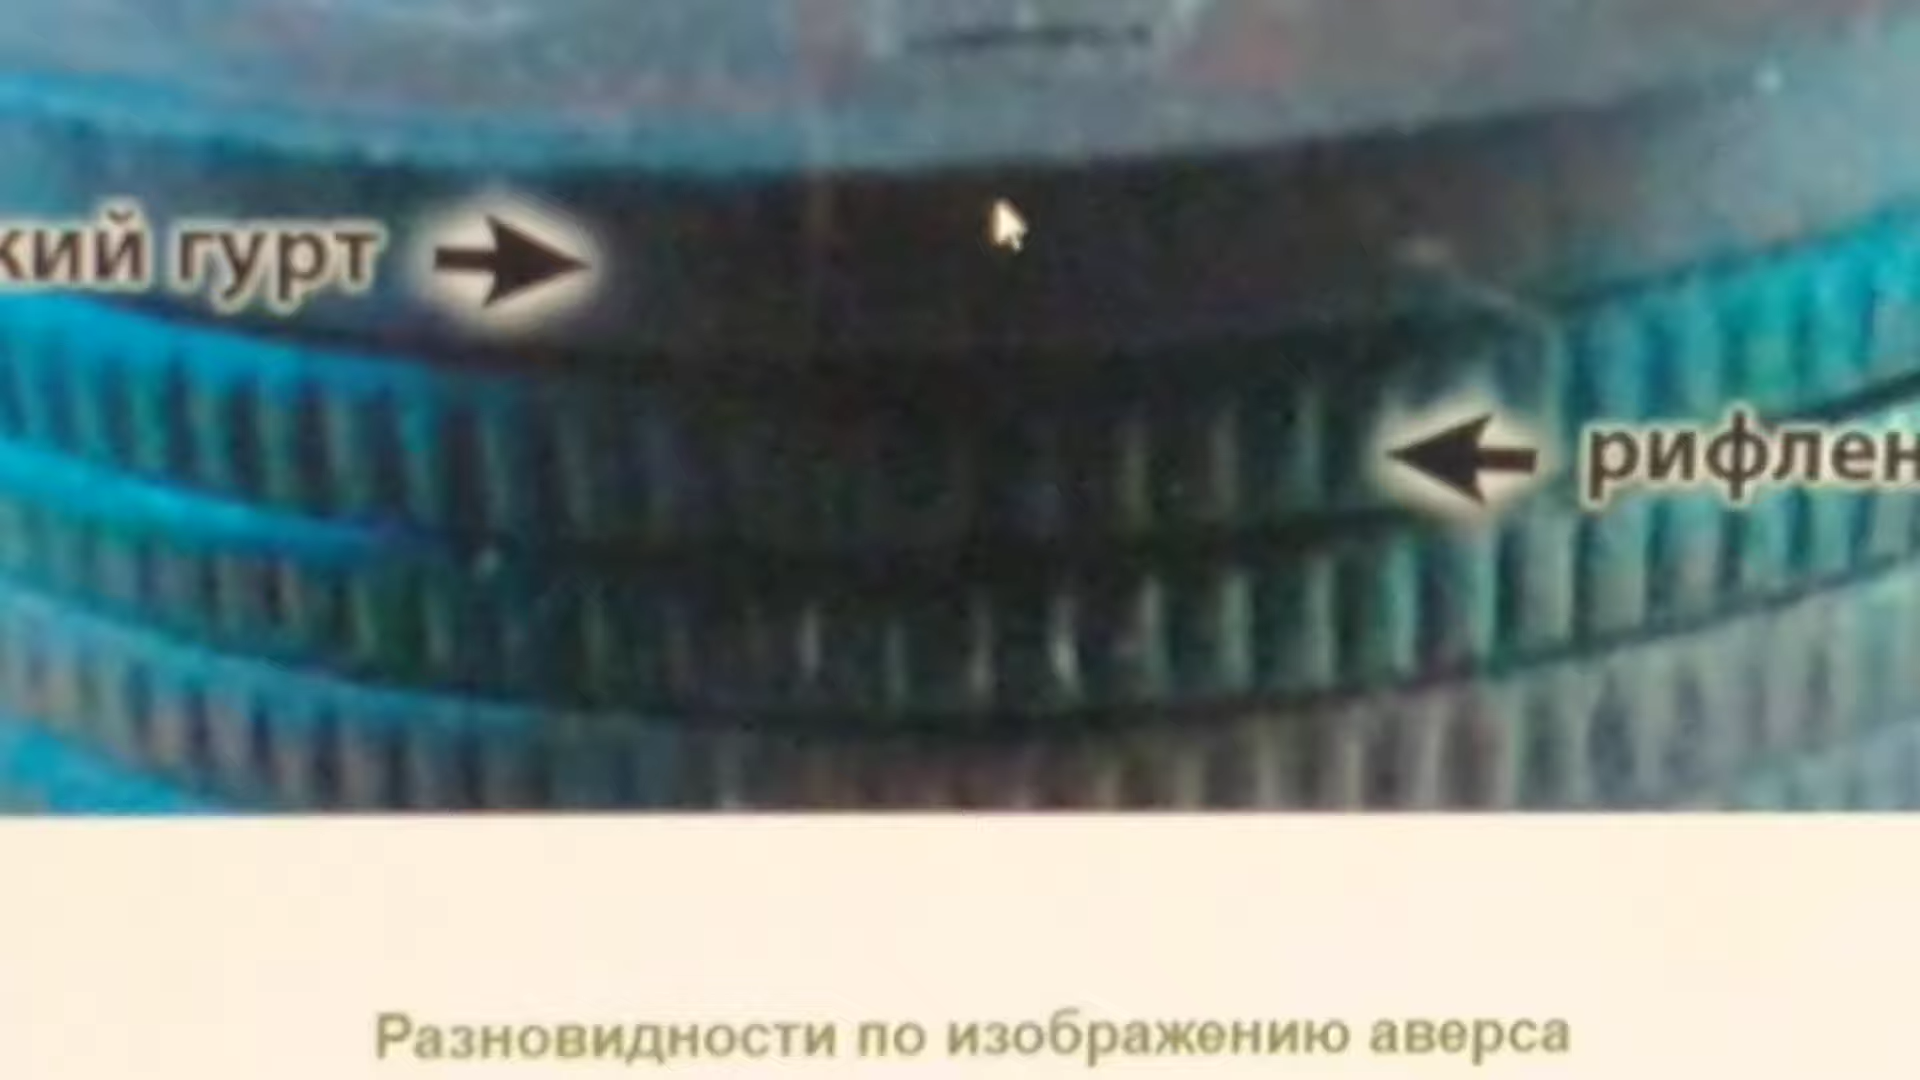 кий гурт
рифлен
Разновидности по изображению аверса